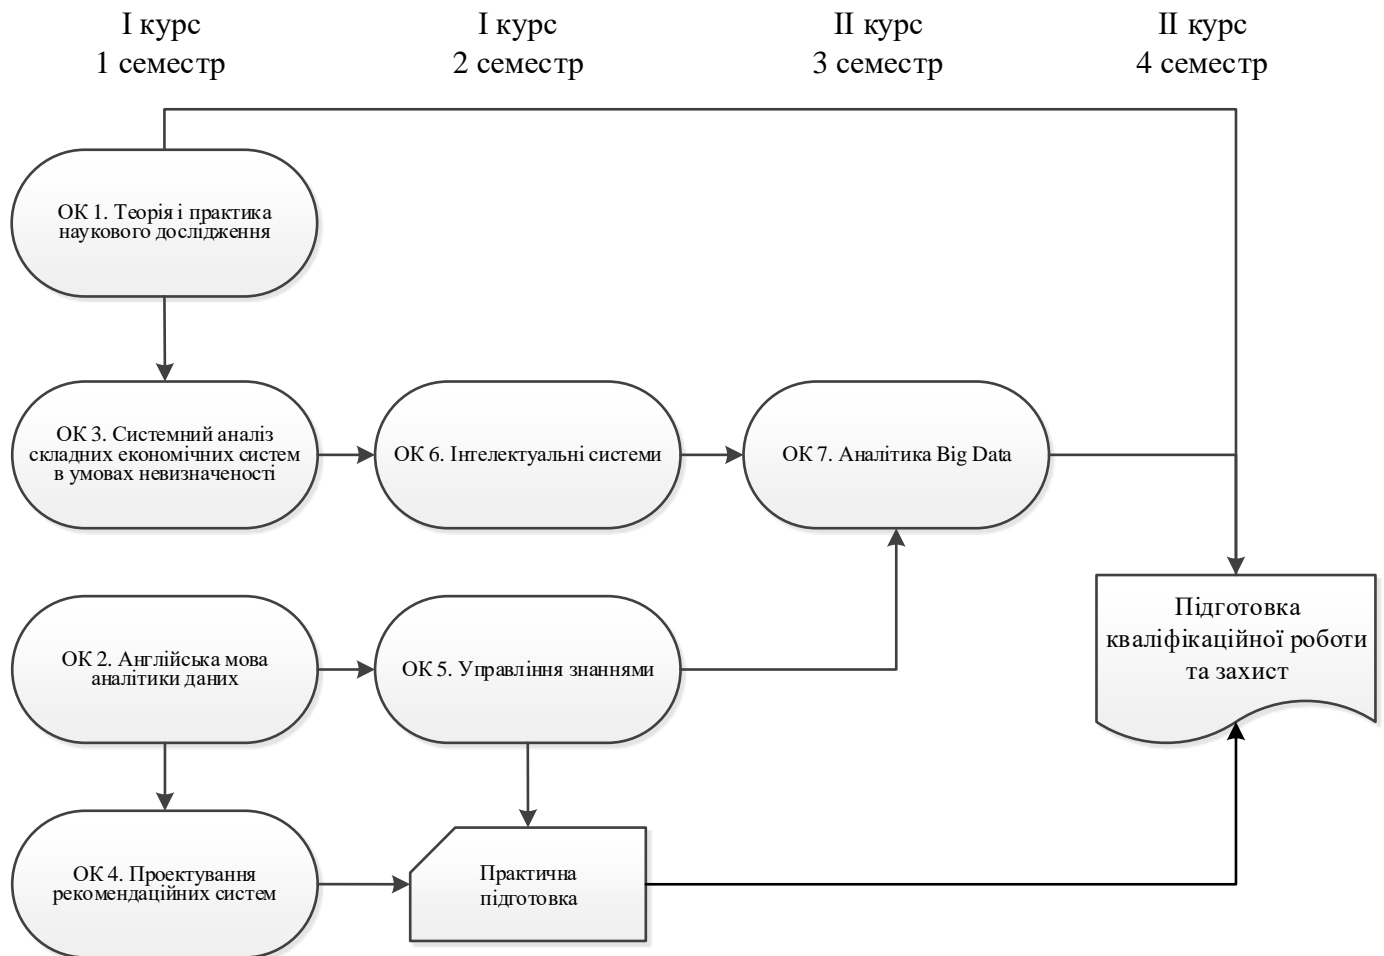 І курс
1 семестр
І курс
2 семестр
ІІ курс
3 семестр
ІІ курс
4 семестр
ОК 1. Теорія і практика
наукового дослідження
ОК 3. Системний аналіз
складних економічних систем
в умовах невизначеності
ОК 6. Інтелектуальні системи
ОК 7. Аналітика Big Data
ОК 2. Англійська мова
аналітики даних
ОК 5. Управління знаннями
Підготовка
кваліфікаційної роботи
та захист
ОК 4. Проектування
рекомендаційних систем
Практична
підготовка